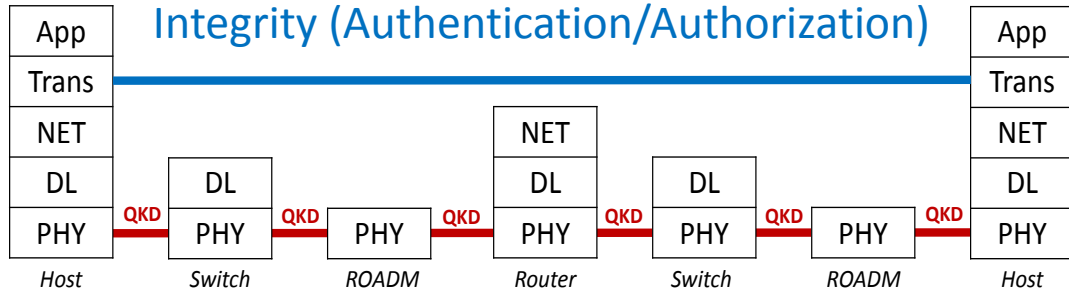 Integrity (Authentication/Authorization)
App App
Trans Trans
NET NET NET
DL DL DL DL DL
QKD QKD QKD QKD QKD QKD
PHY PHY PHY PHY PHY PHY PHY
Host Switch ROADM Router Switch ROADM Host